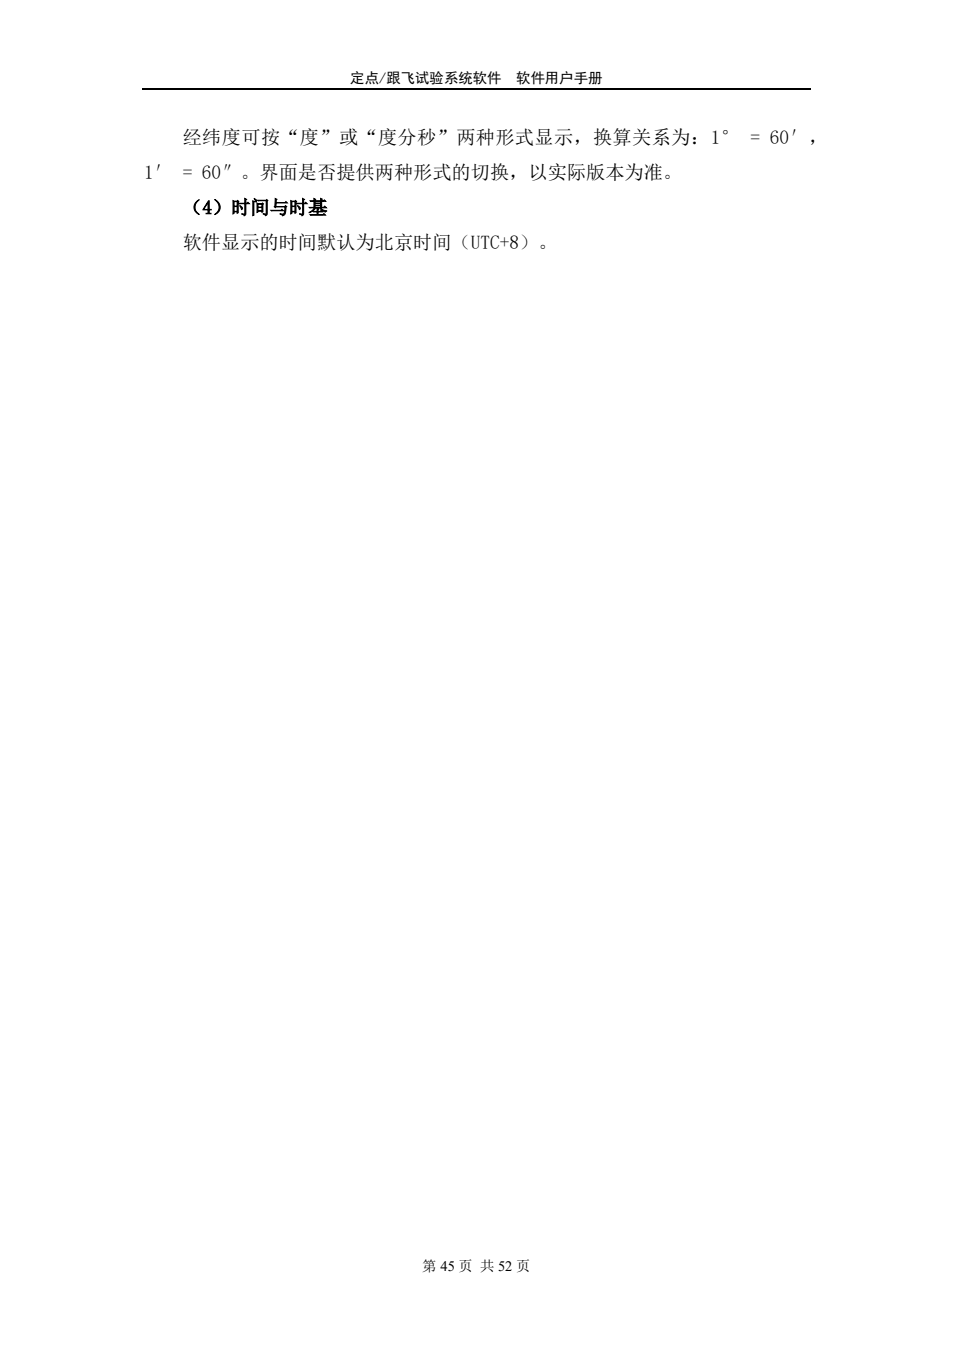 定点/跟飞试验系统软件　软件用户手册
经纬度可按“度”或“度分秒”两种形式显示，换算关系为：1° = 60′，
1′ = 60″。界面是否提供两种形式的切换，以实际版本为准。
（4）时间与时基
软件显示的时间默认为北京时间（UTC+8）。
第 45 页 共 52 页